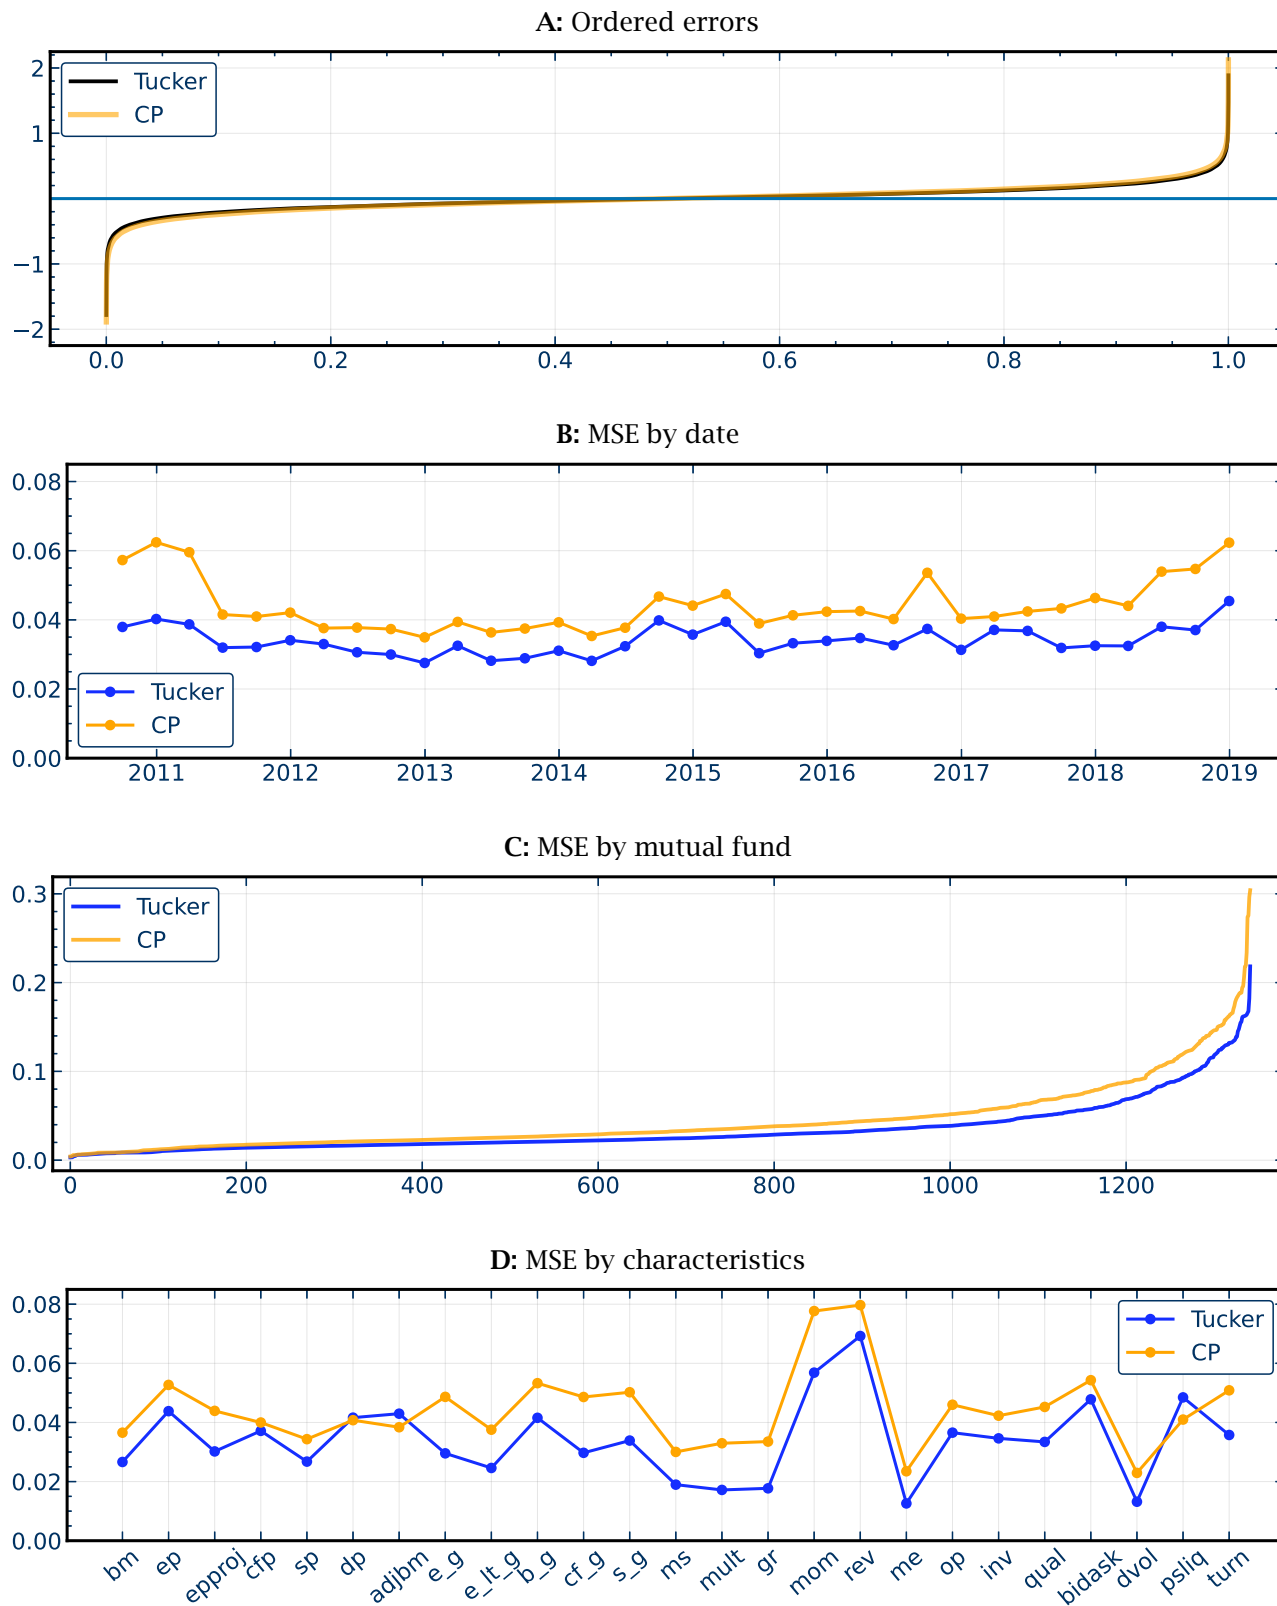 A: Ordered errors
2
1
−1
−2
Tucker
CP
0.0 0.2 0.4 0.6 0.8 1.0
B: MSE by date
0.08
0.06
0.04
0.02
0.00
Tucker
CP
2011 2012 2013 2014 2015 2016 2017 2018 2019
C: MSE by mutual fund
0.3
0.2
0.1
0.0
Tucker
CP
0 200 400 600 800 1000 1200
D: MSE by characteristics
0.08
0.06
0.04
0.02
0.00
Tucker
CP
bm ep epproj cfp sp dp adjbm e_g e_lt_g b_g cf_g s_g ms mult gr mom rev me op inv qual bidask dvol psliq turn